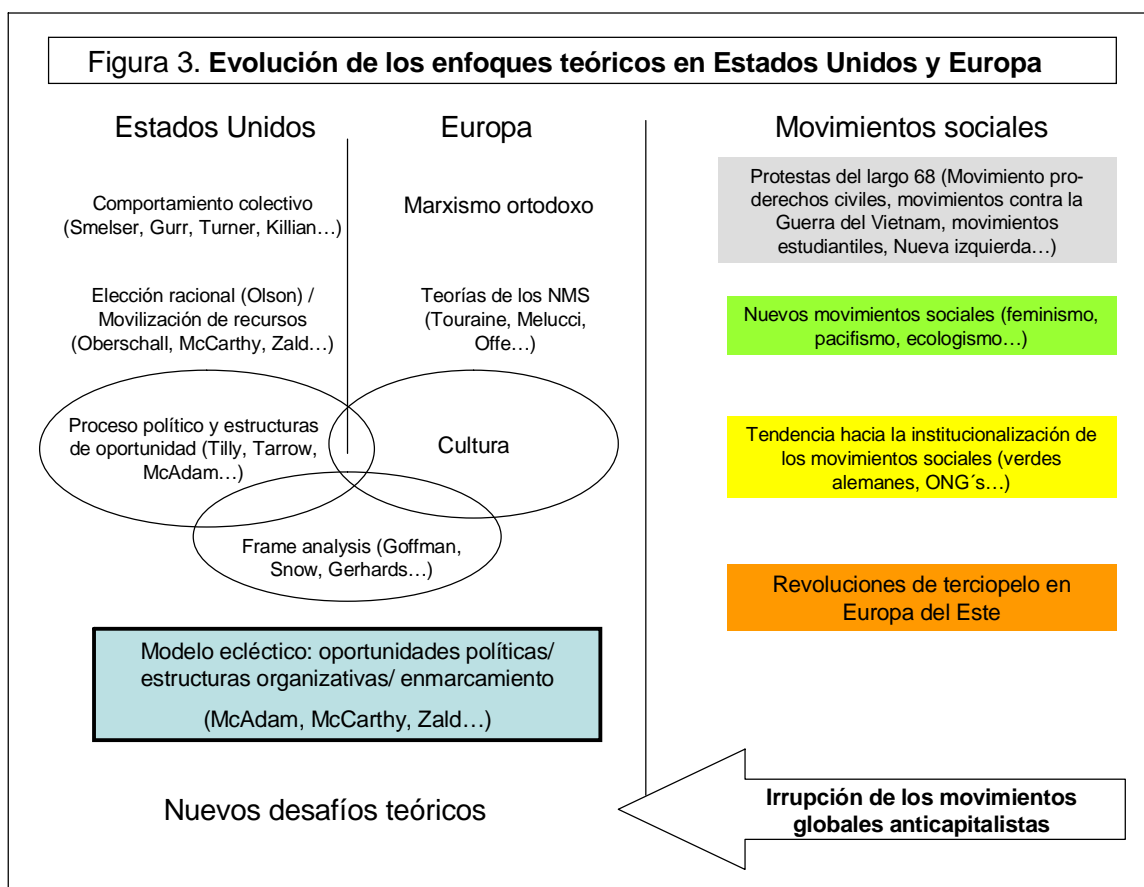 Figura 3. Evolución de los enfoques teóricos en Estados Unidos y Europa
Estados Unidos
Europa
Movimientos sociales
Comportamiento colectivo
(Smelser, Gurr, Turner, Killian…)
Marxismo ortodoxo
Protestas del largo 68 (Movimiento pro-
derechos civiles, movimientos contra la
Guerra del Vietnam, movimientos
estudiantiles, Nueva izquierda…)
Elección racional (Olson) /
Movilización de recursos
(Oberschall, McCarthy, Zald…)
Teorías de los NMS
(Touraine, Melucci,
Offe…)
Nuevos movimientos sociales (feminismo,
pacifismo, ecologismo…)
Proceso político y estructuras
de oportunidad (Tilly, Tarrow,
McAdam…)
Cultura
Tendencia hacia la institucionalización de
los movimientos sociales (verdes
alemanes, ONG´s…)
Frame analysis (Goffman,
Snow, Gerhards…)
Revoluciones de terciopelo en
Europa del Este
Modelo ecléctico: oportunidades políticas/
estructuras organizativas/ enmarcamiento
(McAdam, McCarthy, Zald…)
Nuevos desafíos teóricos
Irrupción de los movimientos
globales anticapitalistas